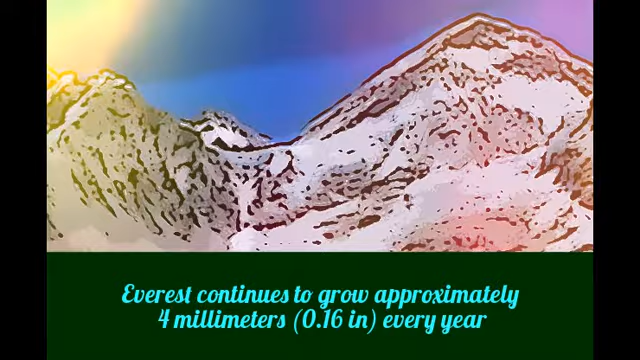 Everest continues to grow approximately
4 millimeters (0.16 in) every year